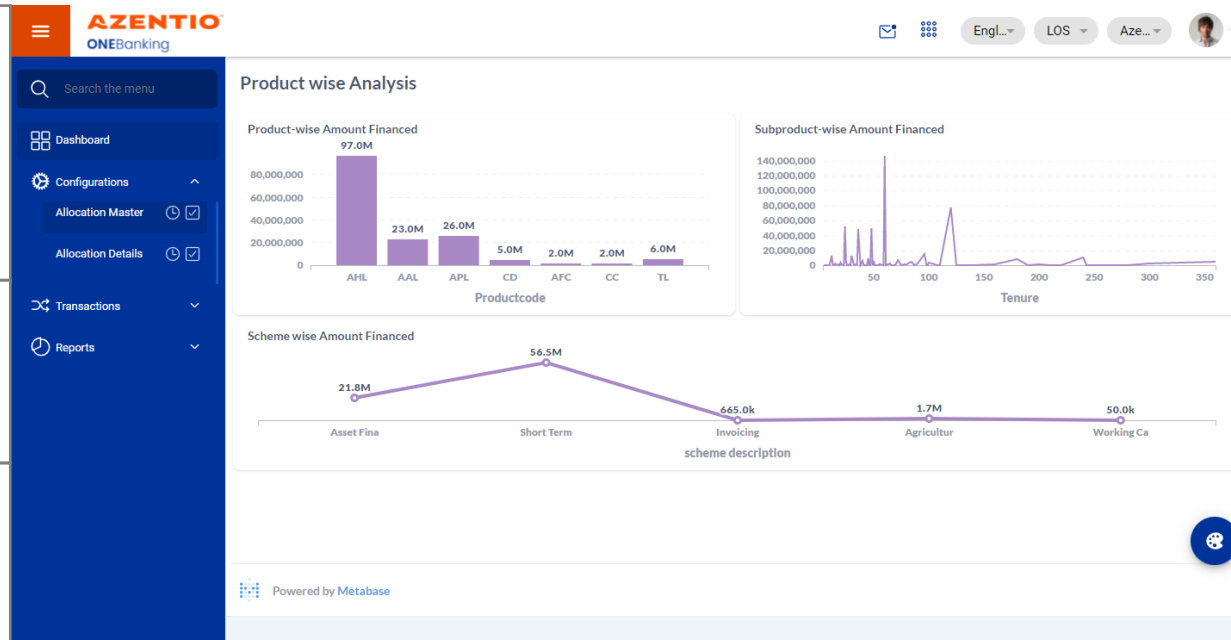 AZENTIO
ONEBanking
Engl...
LOS
Aze...
Search the menu
Dashboard
Configurations
Allocation Master
Allocation Details
Transactions
Reports
Product wise Analysis
Product-wise Amount Financed
97.0M
80,000,000
60,000,000
40,000,000
20,000,000
0
23.0M
26.0M
5.0M
2.0M
2.0M
6.0M
AHL AAL APL CD AFC CC TL
Productcode
Subproduct-wise Amount Financed
140,000,000
120,000,000
100,000,000
80,000,000
60,000,000
40,000,000
20,000,000
0
50 100 150 200 250 300 350
Tenure
Scheme wise Amount Financed
21.8M
56.5M
665.0k
1.7M
50.0k
Asset Fina Short Term Invoicing Agricultur Working Ca
scheme description
Powered by Metabase